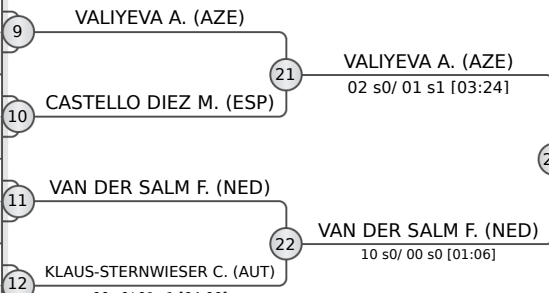 9
VALIYEVA A. (AZE)
21
VALIYEVA A. (AZE)
02 s0/ 01 s1 [03:24]
10
CASTELLO DIEZ M. (ESP)
11
VAN DER SALM F. (NED)
22
VAN DER SALM F. (NED)
10 s0/ 00 s0 [01:06]
12
KLAUS-STERNWIESER C. (AUT)